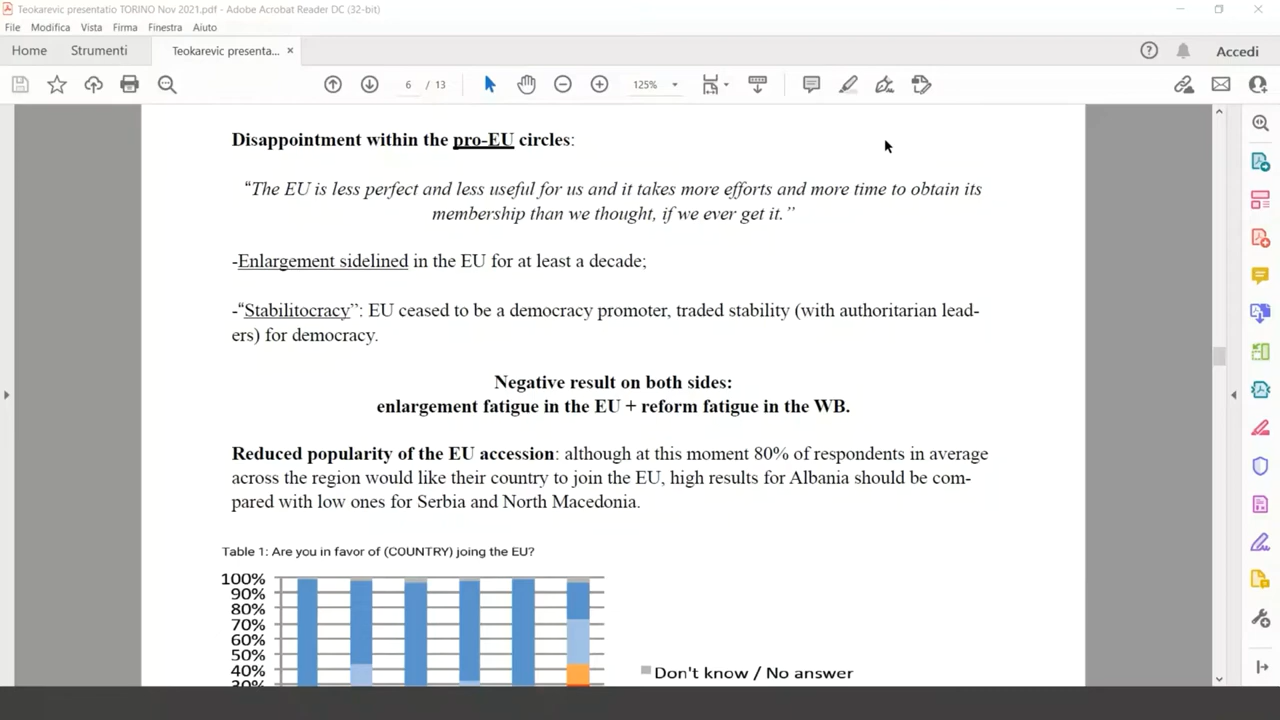 Teokarevic presentatio TORINO Nov 2021.pdf - Adobe Acrobat Reader DC (32-bit)
File Modifica Vista Firma Finestra Aiuto
Home Strumenti Teokarevic presenta... × Accedi
6 / 13 125%
Disappointment within the pro-EU circles:
“The EU is less perfect and less useful for us and it takes more efforts and more time to obtain its
membership than we thought, if we ever get it.”
-Enlargement sidelined in the EU for at least a decade;
-“Stabilitocracy”: EU ceased to be a democracy promoter, traded stability (with authoritarian lead-
ers) for democracy.
Negative result on both sides:
enlargement fatigue in the EU + reform fatigue in the WB.
Reduced popularity of the EU accession: although at this moment 80% of respondents in average
across the region would like their country to join the EU, high results for Albania should be com-
pared with low ones for Serbia and North Macedonia.
Table 1: Are you in favor of (COUNTRY) joing the EU?
100%
90%
80%
70%
60%
50%
40%
30%
Don't know / No answer